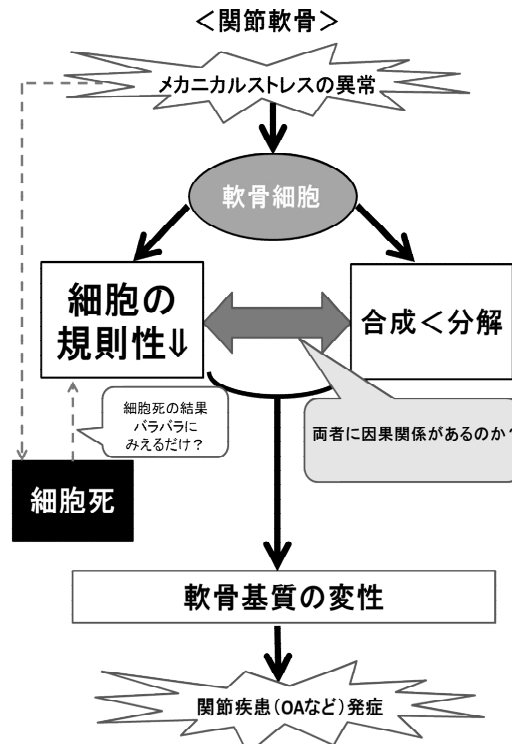 ＜関節軟骨＞
メカニカルストレスの異常
軟骨細胞
細胞の
規則性⇓
合成＜分解
細胞死の結果
バラバラに
みえるだけ？
両者に因果関係があるのか？
細胞死
軟骨基質の変性
関節疾患（OAなど）発症